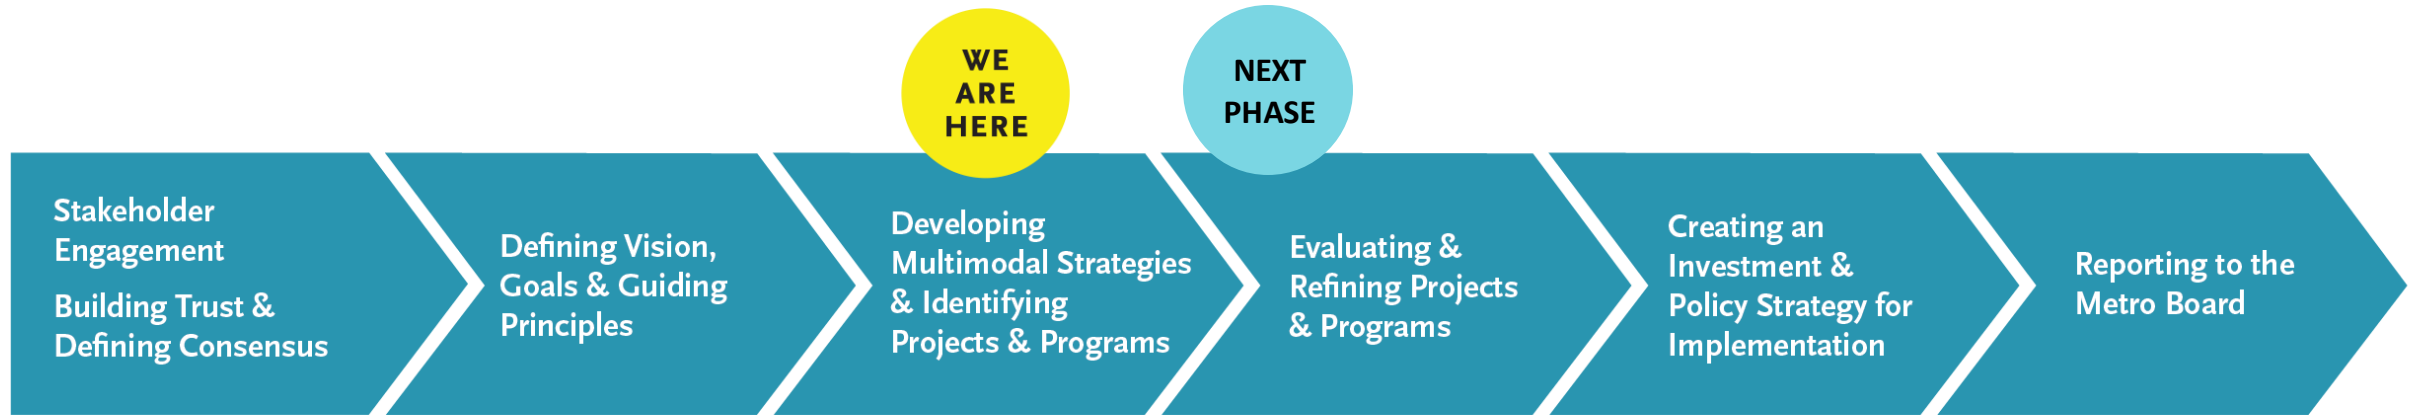 WE
ARE
HERE
NEXT
PHASE
Stakeholder
Engagement
Building Trust &
Defining Consensus
Defining Vision,
Goals & Guiding
Principles
Developing
Multimodal Strategies
& Identifying
Projects & Programs
Evaluating &
Refining Projects
& Programs
Creating an
Investment &
Policy Strategy for
Implementation
Reporting to the
Metro Board